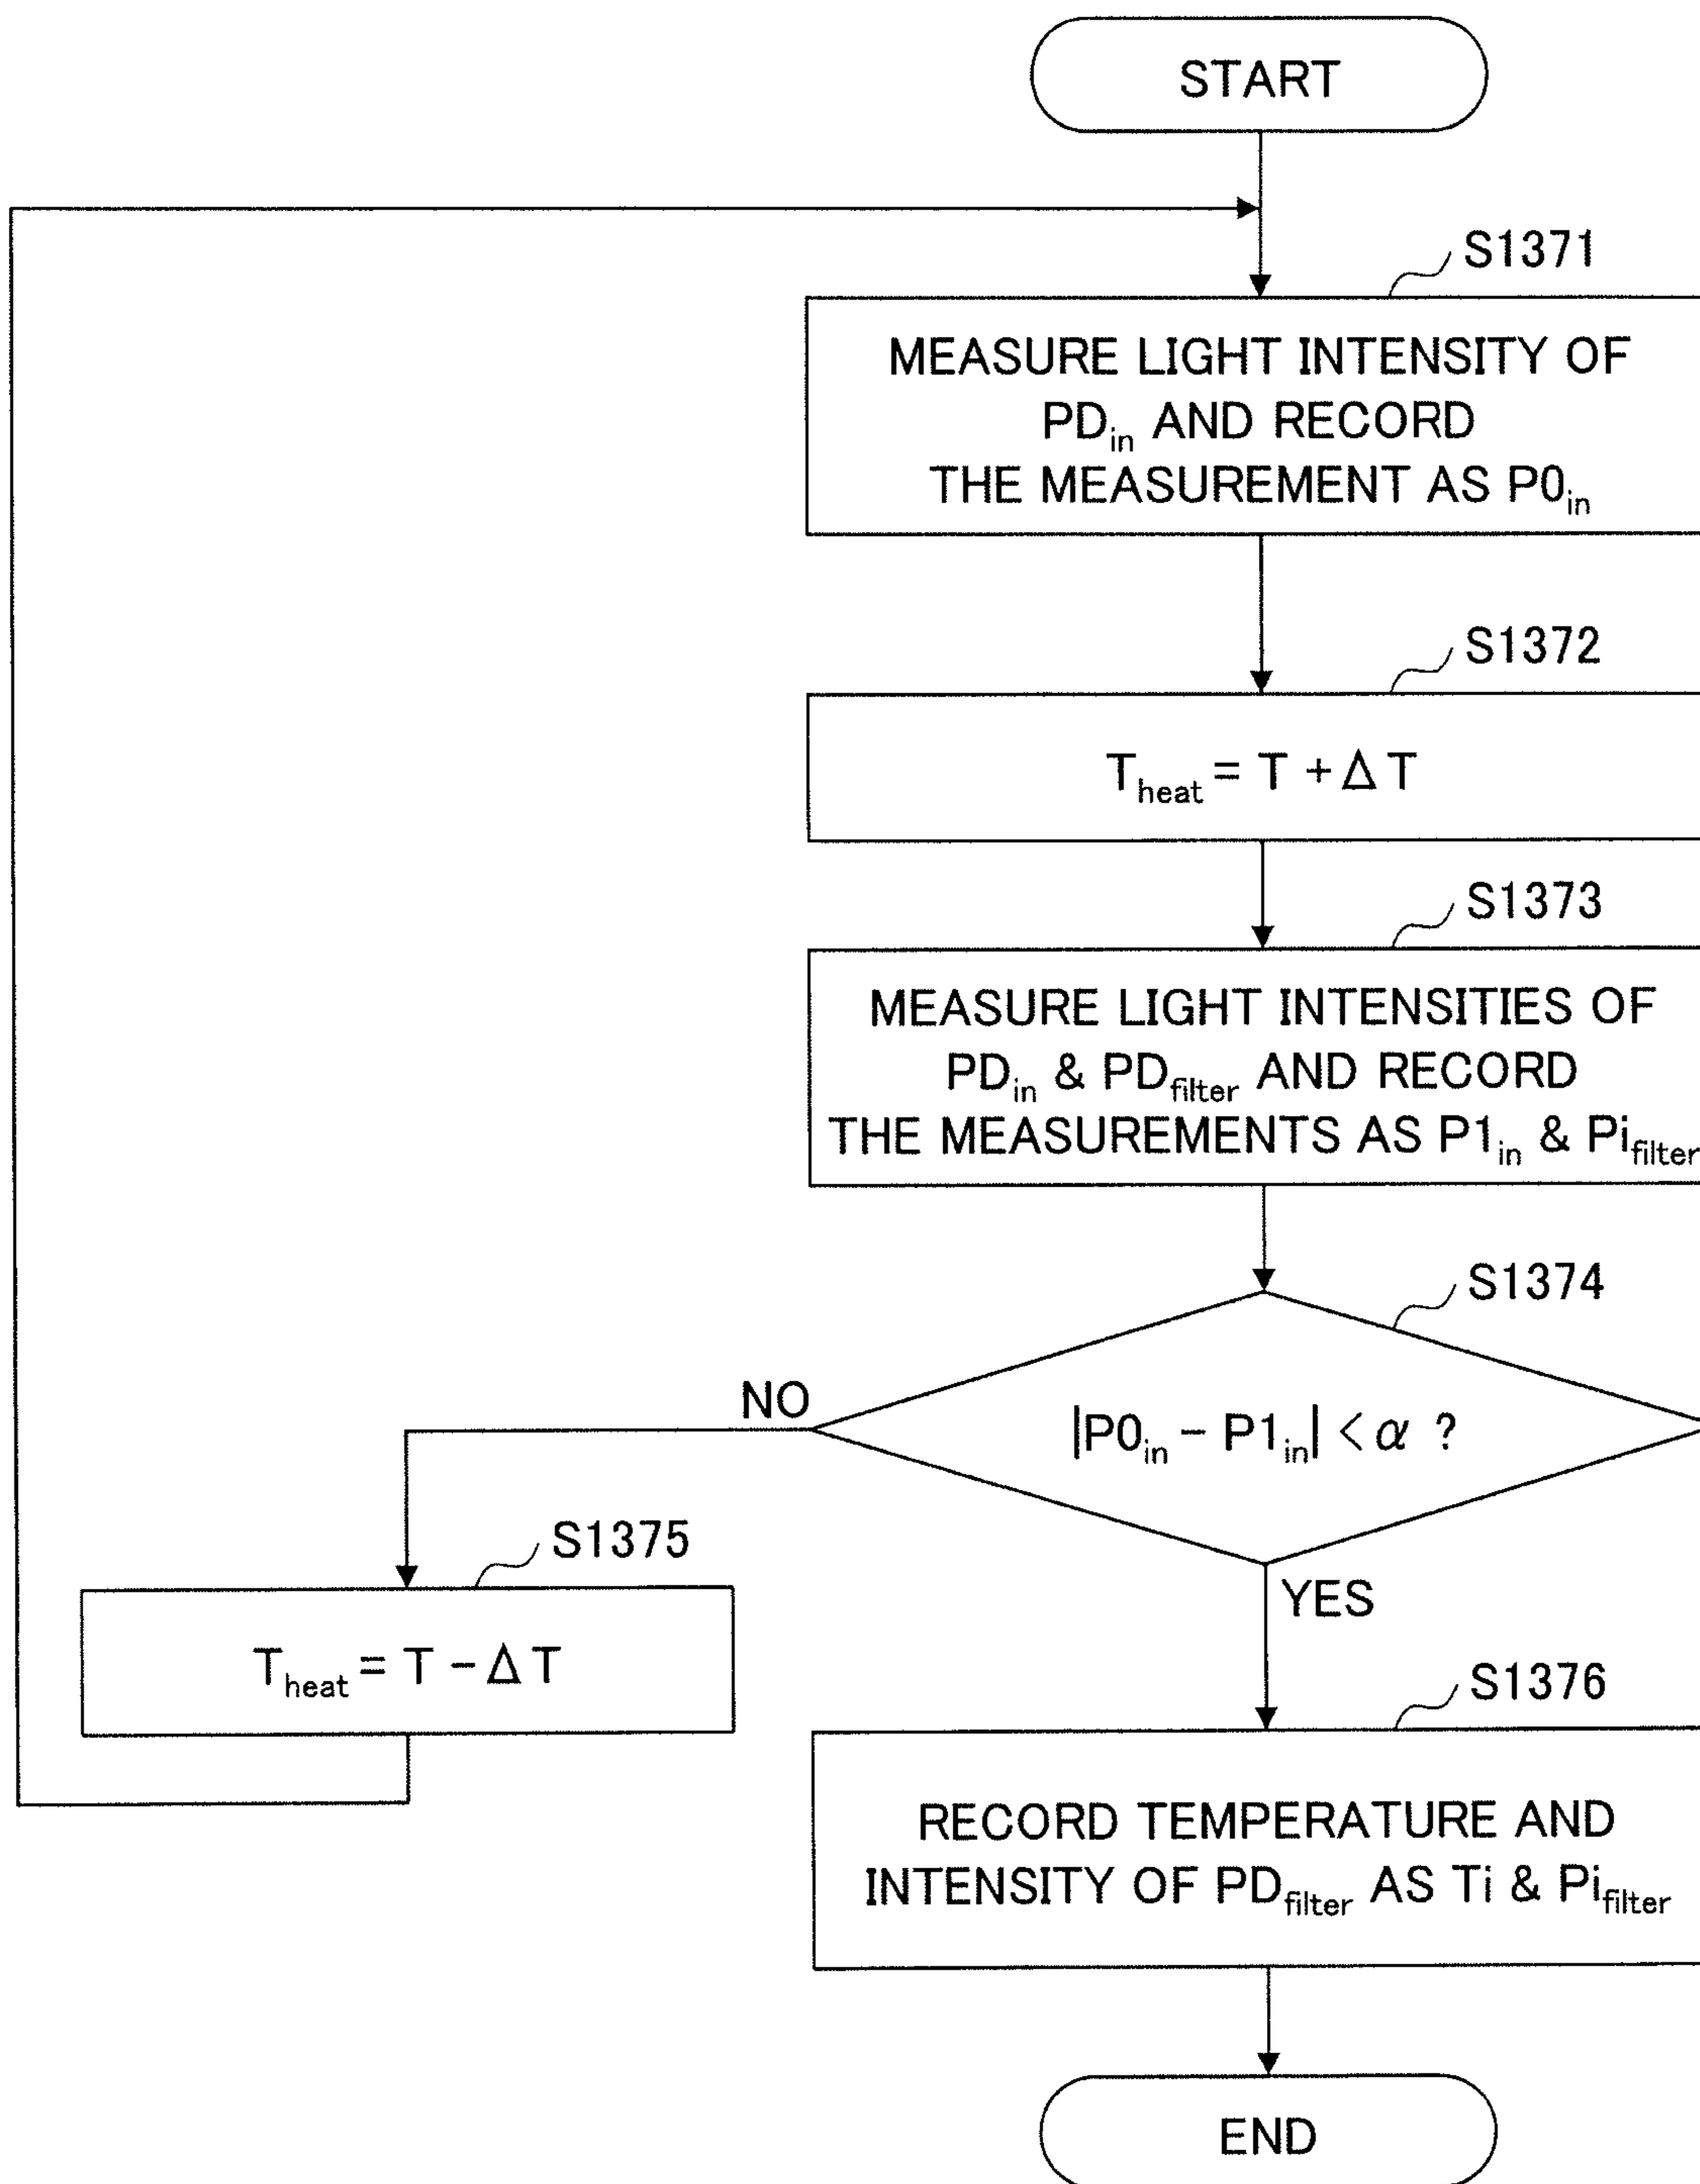 START
S1371
MEASURE LIGHT INTENSITY OF
PDin AND RECORD
THE MEASUREMENT AS P0in
S1372
Theat = T + Δ T
S1373
MEASURE LIGHT INTENSITIES OF
PDin & PDfilter AND RECORD
THE MEASUREMENTS AS P1in & Pifilter
S1374
|P0in − P1in| < α ?
NO
YES
S1375
Theat = T − Δ T
S1376
RECORD TEMPERATURE AND
INTENSITY OF PDfilter AS Ti & Pifilter
END